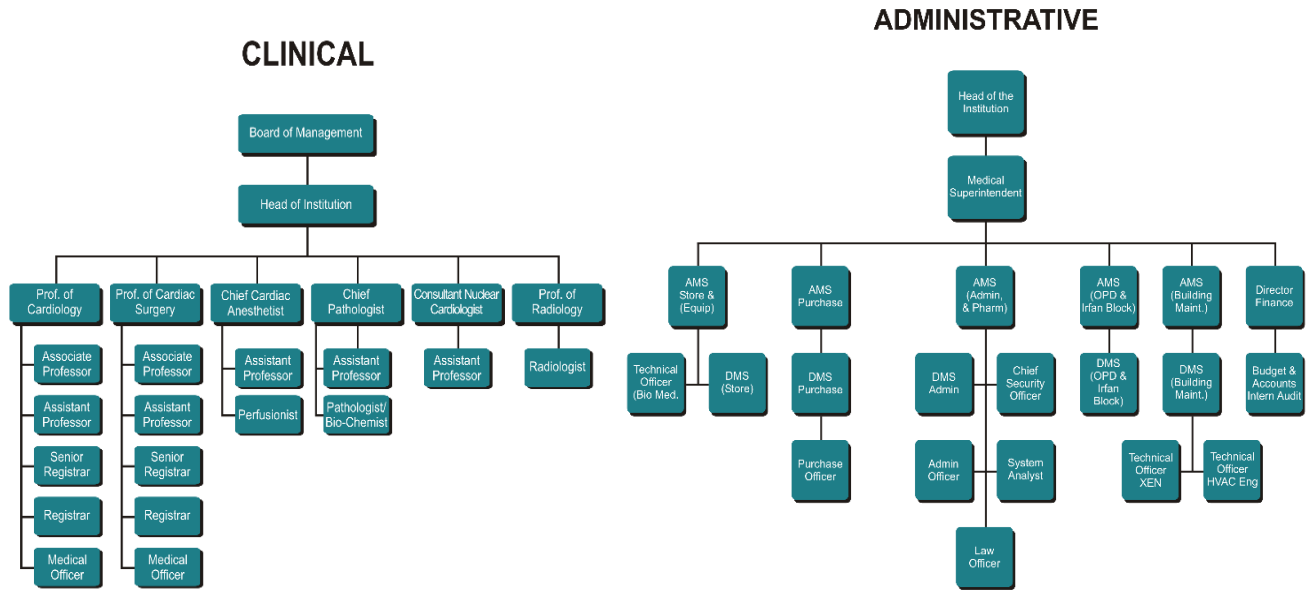 CLINICAL
Board of Management
Head of Institution
Prof. of
Cardiology
Prof. of Cardiac
Surgery
Chief Cardiac
Anesthetist
Chief
Pathologist
Consultant Nuclear
Cardiologist
Prof. of
Radiology
Associate
Professor
Associate
Professor
Assistant
Professor
Assistant
Professor
Assistant
Professor
Radiologist
Assistant
Professor
Assistant
Professor
Perfusionist
Pathologist/
Bio-Chemist
Senior
Registrar
Senior
Registrar
Registrar
Registrar
Medical
Officer
Medical
Officer
ADMINISTRATIVE
Head of the
Institution
Medical
Superintendent
AMS
Store &
(Equip)
AMS
Purchase
AMS
(Admin,
& Pharm)
AMS
(OPD &
Irfan Block)
AMS
(Building
Maint.)
Director
Finance
Technical
Officer
(Bio Med.
DMS
(Store)
DMS
Purchase
DMS
Admin
Chief
Security
Officer
DMS
(OPD &
Irfan
Block)
DMS
(Building
Maint.)
Budget &
Accounts
Intern Audit
Purchase
Officer
Admin
Officer
System
Analyst
Technical
Officer
XEN
Technical
Officer
HVAC Eng
Law
Officer